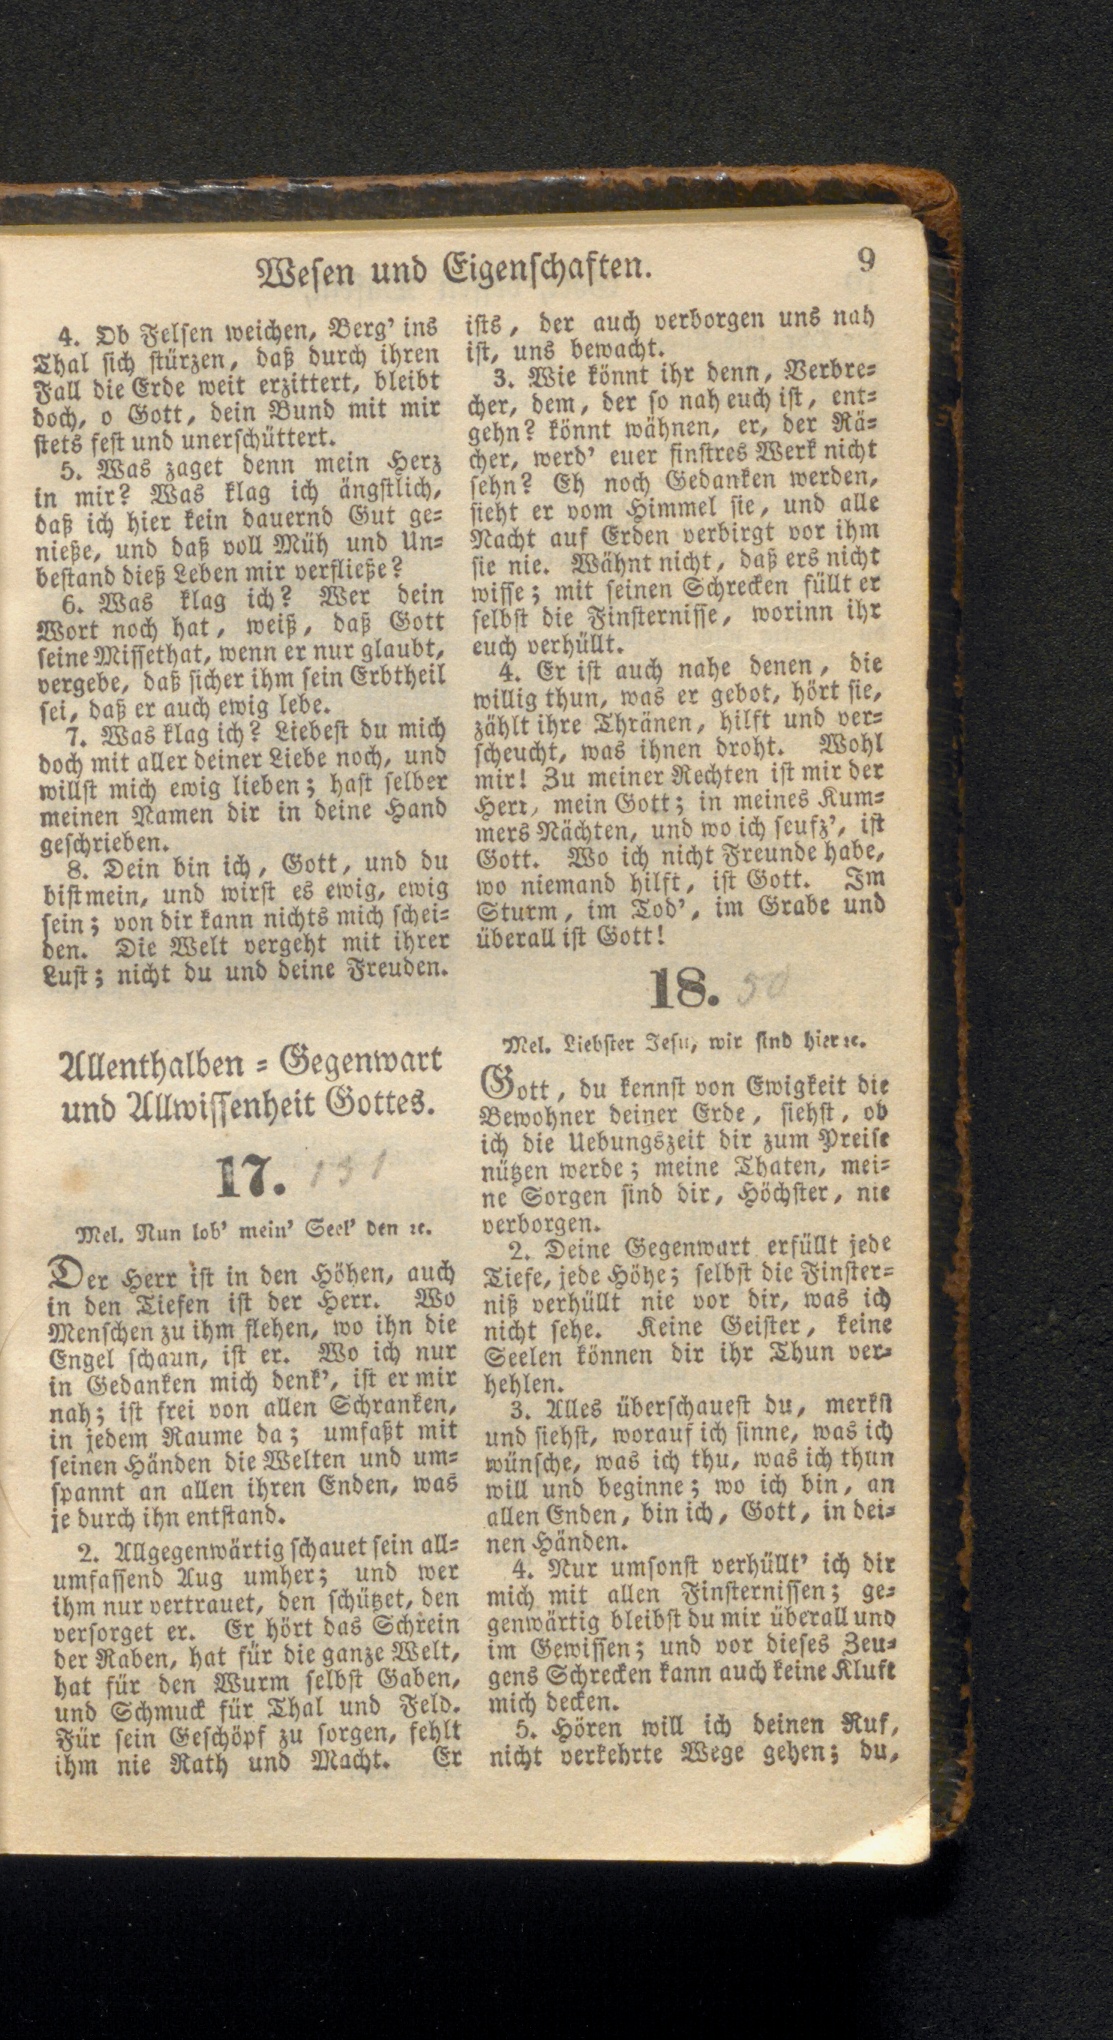 Wesen und Eigenschaften.
9
4. Ob Felsen weichen, Berg' ins
Thal sich stürzen, daß durch ihren
Fall die Erde weit erzittert, bleibt
doch, o Gott, dein Bund mit mir
stets fest und unerschüttert.
5. Was zaget denn mein Herz
in mir? Was klag ich ängstlich,
daß ich hier kein dauernd Gut ge=
nieße, und daß voll Müh und Un=
bestand dieß Leben mir verfließe?
6. Was klag ich? Wer dein
Wort noch hat, weiß, daß Gott
seine Missethat, wenn er nur glaubt,
vergebe, daß sicher ihm sein Erbtheil
sei, daß er auch ewig lebe.
7. Was klag ich? Liebest du mich
doch mit aller deiner Liebe noch, und
willst mich ewig lieben; hast selber
meinen Namen dir in deine Hand
geschrieben.
8. Dein bin ich, Gott, und du
bist mein, und wirst es ewig, ewig
sein; von dir kann nichts mich schei=
den. Die Welt vergeht mit ihrer
Lust; nicht du und deine Freuden.
Allenthalben = Gegenwart
und Allwissenheit Gottes.
17. 131
Mel. Nun lob' mein' Seel' den ꝛc.
Der Herr ist in den Höhen, auch
in den Tiefen ist der Herr. Wo
Menschen zu ihm flehen, wo ihn die
Engel schaun, ist er. Wo ich nur
in Gedanken mich denk', ist er mir
nah; ist frei von allen Schranken,
in jedem Raume da; umfaßt mit
seinen Händen die Welten und um=
spannt an allen ihren Enden, was
je durch ihn entstand.
2. Allgegenwärtig schauet sein all=
umfassend Aug umher; und wer
ihm nur vertrauet, den schützet, den
versorget er. Er hört das Schrein
der Raben, hat für die ganze Welt,
hat für den Wurm selbst Gaben,
und Schmuck für Thal und Feld.
Für sein Geschöpf zu sorgen, fehlt
ihm nie Rath und Macht. Er
ists, der auch verborgen uns nah
ist, uns bewacht.
3. Wie könnt ihr denn, Verbre=
cher, dem, der so nah euch ist, ent=
gehn? könnt wähnen, er, der Rä=
cher, werd' euer finstres Werk nicht
sehn? Eh noch Gedanken werden,
sieht er vom Himmel sie, und alle
Nacht auf Erden verbirgt vor ihm
sie nie. Wähnt nicht, daß ers nicht
wisse; mit seinen Schrecken füllt er
selbst die Finsternisse, worinn ihr
euch verhüllt.
4. Er ist auch nahe denen, die
willig thun, was er gebot, hört sie,
zählt ihre Thränen, hilft und ver=
scheucht, was ihnen droht. Wohl
mir! Zu meiner Rechten ist mir der
Herr, mein Gott; in meines Kum=
mers Nächten, und wo ich seufz', ist
Gott. Wo ich nicht Freunde habe,
wo niemand hilft, ist Gott. Im
Sturm, im Tod', im Grabe und
überall ist Gott!
18. 50
Mel. Liebster Jesu, wir sind hier ꝛc.
Gott, du kennst von Ewigkeit die
Bewohner deiner Erde, siehst, ob
ich die Uebungszeit dir zum Preise
nützen werde; meine Thaten, mei=
ne Sorgen sind dir, Höchster, nie
verborgen.
2. Deine Gegenwart erfüllt jede
Tiefe, jede Höhe; selbst die Finster=
niß verhüllt nie vor dir, was ich
nicht sehe. Keine Geister, keine
Seelen können dir ihr Thun ver=
hehlen.
3. Alles überschauest du, merkst
und siehst, worauf ich sinne, was ich
wünsche, was ich thu, was ich thun
will und beginne; wo ich bin, an
allen Enden, bin ich, Gott, in dei=
nen Händen.
4. Nur umsonst verhüllt' ich dir
mich mit allen Finsternissen; ge=
genwärtig bleibst du mir überall und
im Gewissen; und vor dieses Zeu=
gens Schrecken kann auch keine Kluft
mich decken.
5. Hören will ich deinen Ruf,
nicht verkehrte Wege gehen; du,